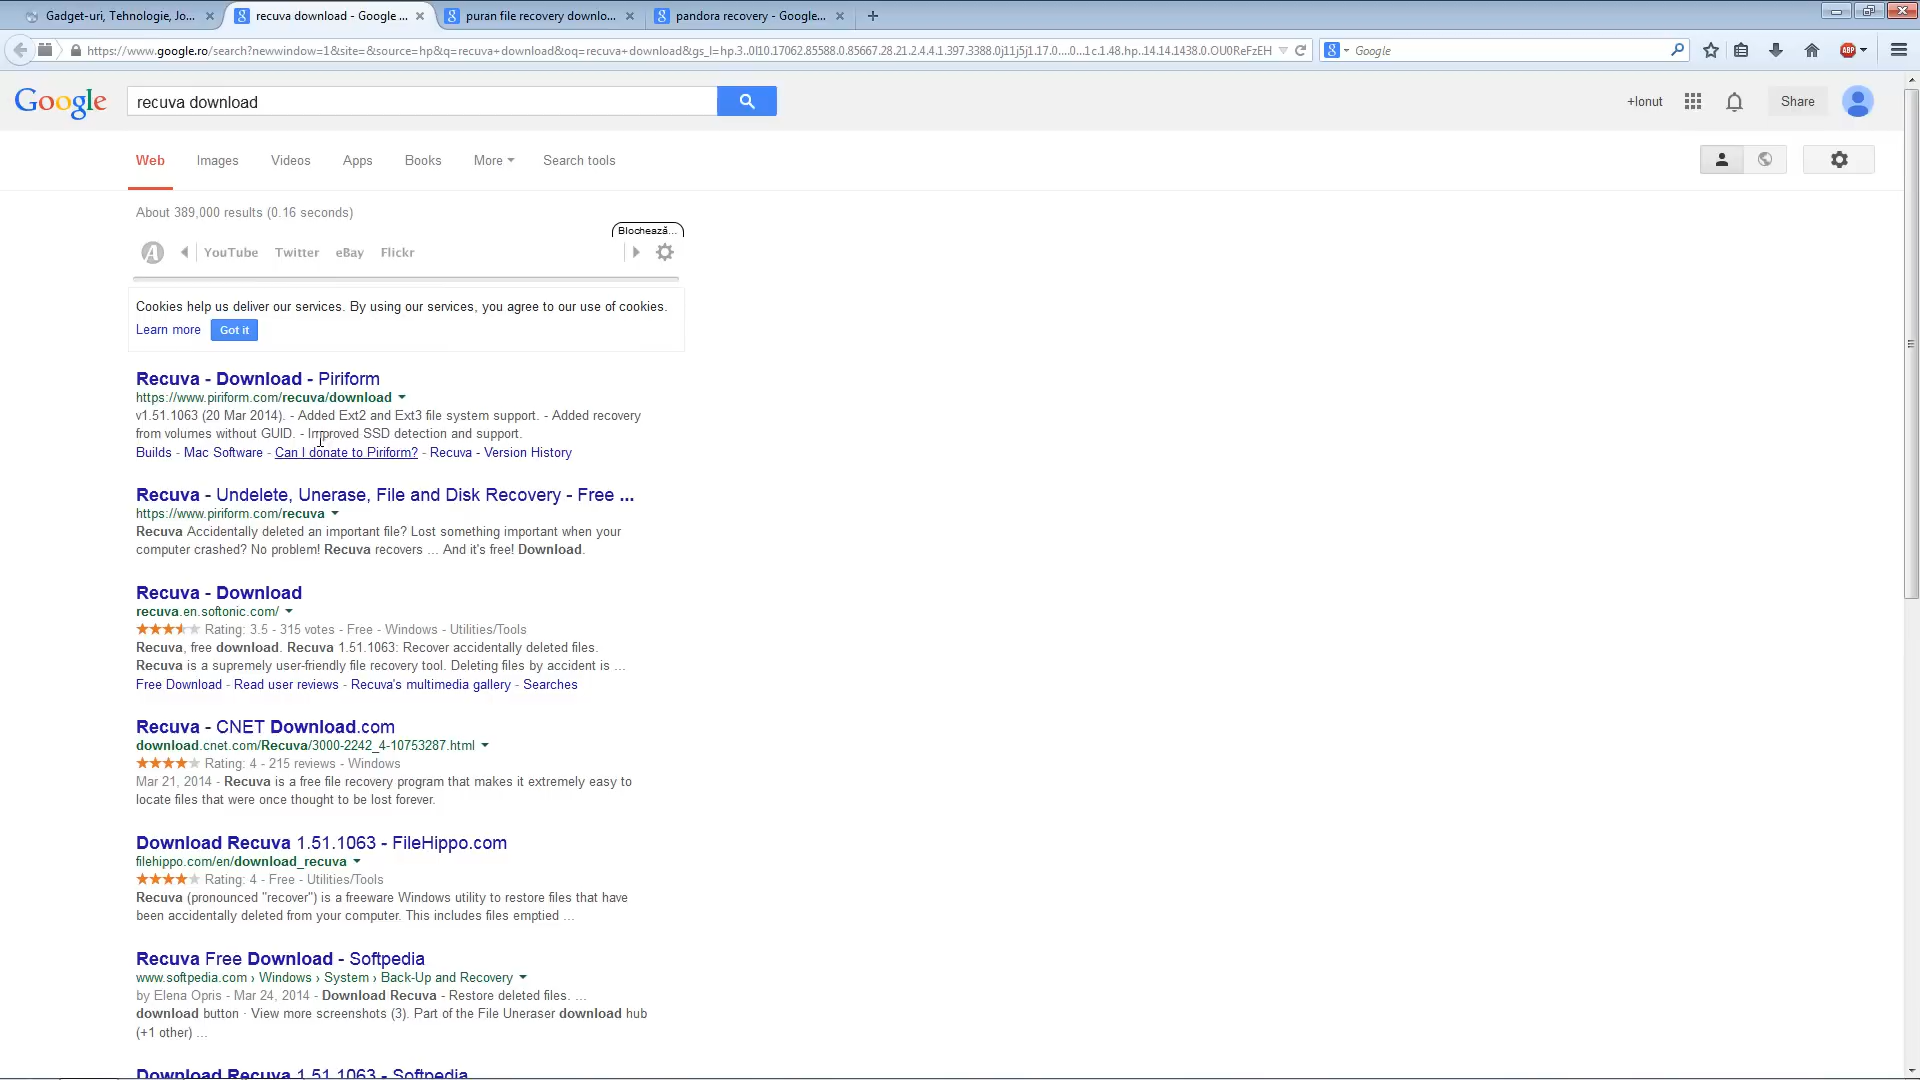 Gadget-uri, Tehnologie, Jo...
recuva download - Google ...
puran file recovery downlo...
pandora recovery - Google...
https://www.google.ro/search?newwindow=1&site=&source=hp&q=recuva+download&oq=recuva+download&gs_l=hp.3..0l10.17062.85588.0.85667.28.21.2.4.4.1.397.3388.0j11j5j1.17.0....0...1c.1.48.hp..14.14.1438.0.OU0ReFzEH
Google
ABP
Google
recuva download
+Ionut
Share
Web
Images
Videos
Apps
Books
More
Search tools
About 389,000 results (0.16 seconds)
Blochează...
YouTube
Twitter
eBay
Flickr
Cookies help us deliver our services. By using our services, you agree to our use of cookies.
Learn more
Got it
Recuva - Download - Piriform
https://www.piriform.com/recuva/download
v1.51.1063 (20 Mar 2014). - Added Ext2 and Ext3 file system support. - Added recovery
from volumes without GUID. - Improved SSD detection and support.
Builds - Mac Software - Can I donate to Piriform? - Recuva - Version History
Recuva - Undelete, Unerase, File and Disk Recovery - Free ...
https://www.piriform.com/recuva
Recuva Accidentally deleted an important file? Lost something important when your
computer crashed? No problem! Recuva recovers ... And it's free! Download.
Recuva - Download
recuva.en.softonic.com/
Rating: 3.5 - 315 votes - Free - Windows - Utilities/Tools
Recuva, free download. Recuva 1.51.1063: Recover accidentally deleted files.
Recuva is a supremely user-friendly file recovery tool. Deleting files by accident is ...
Free Download - Read user reviews - Recuva's multimedia gallery - Searches
Recuva - CNET Download.com
download.cnet.com/Recuva/3000-2242_4-10753287.html
Rating: 4 - 215 reviews - Windows
Mar 21, 2014 - Recuva is a free file recovery program that makes it extremely easy to
locate files that were once thought to be lost forever.
Download Recuva 1.51.1063 - FileHippo.com
filehippo.com/en/download_recuva
Rating: 4 - Free - Utilities/Tools
Recuva (pronounced "recover") is a freeware Windows utility to restore files that have
been accidentally deleted from your computer. This includes files emptied ...
Recuva Free Download - Softpedia
www.softpedia.com › Windows › System › Back-Up and Recovery
by Elena Opris - Mar 24, 2014 - Download Recuva - Restore deleted files. ...
download button · View more screenshots (3). Part of the File Uneraser download hub
(+1 other) ...
Download Recuva 1.51.1063 - Softpedia